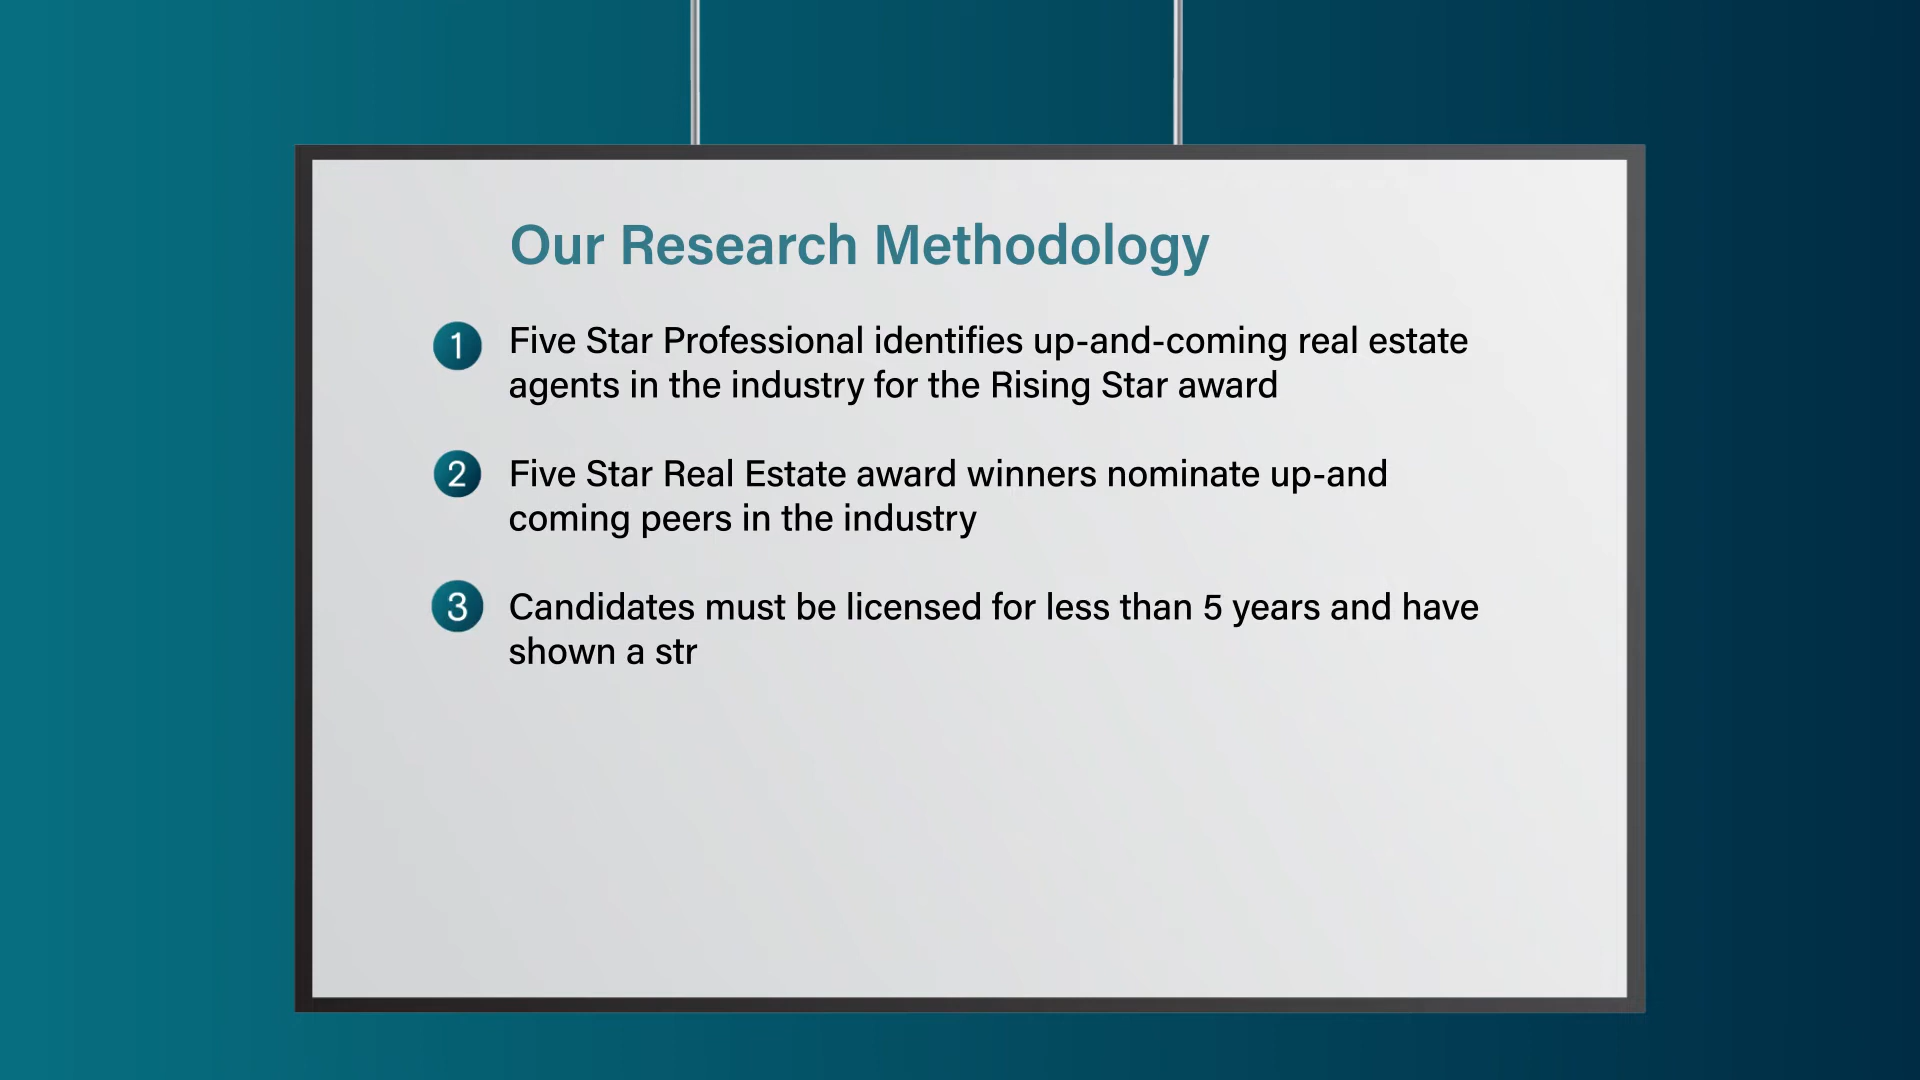 Our Research Methodology
1 Five Star Professional identifies up-and-coming real estate
agents in the industry for the Rising Star award
2 Five Star Real Estate award winners nominate up-and
coming peers in the industry
3 Candidates must be licensed for less than 5 years and have
shown a str